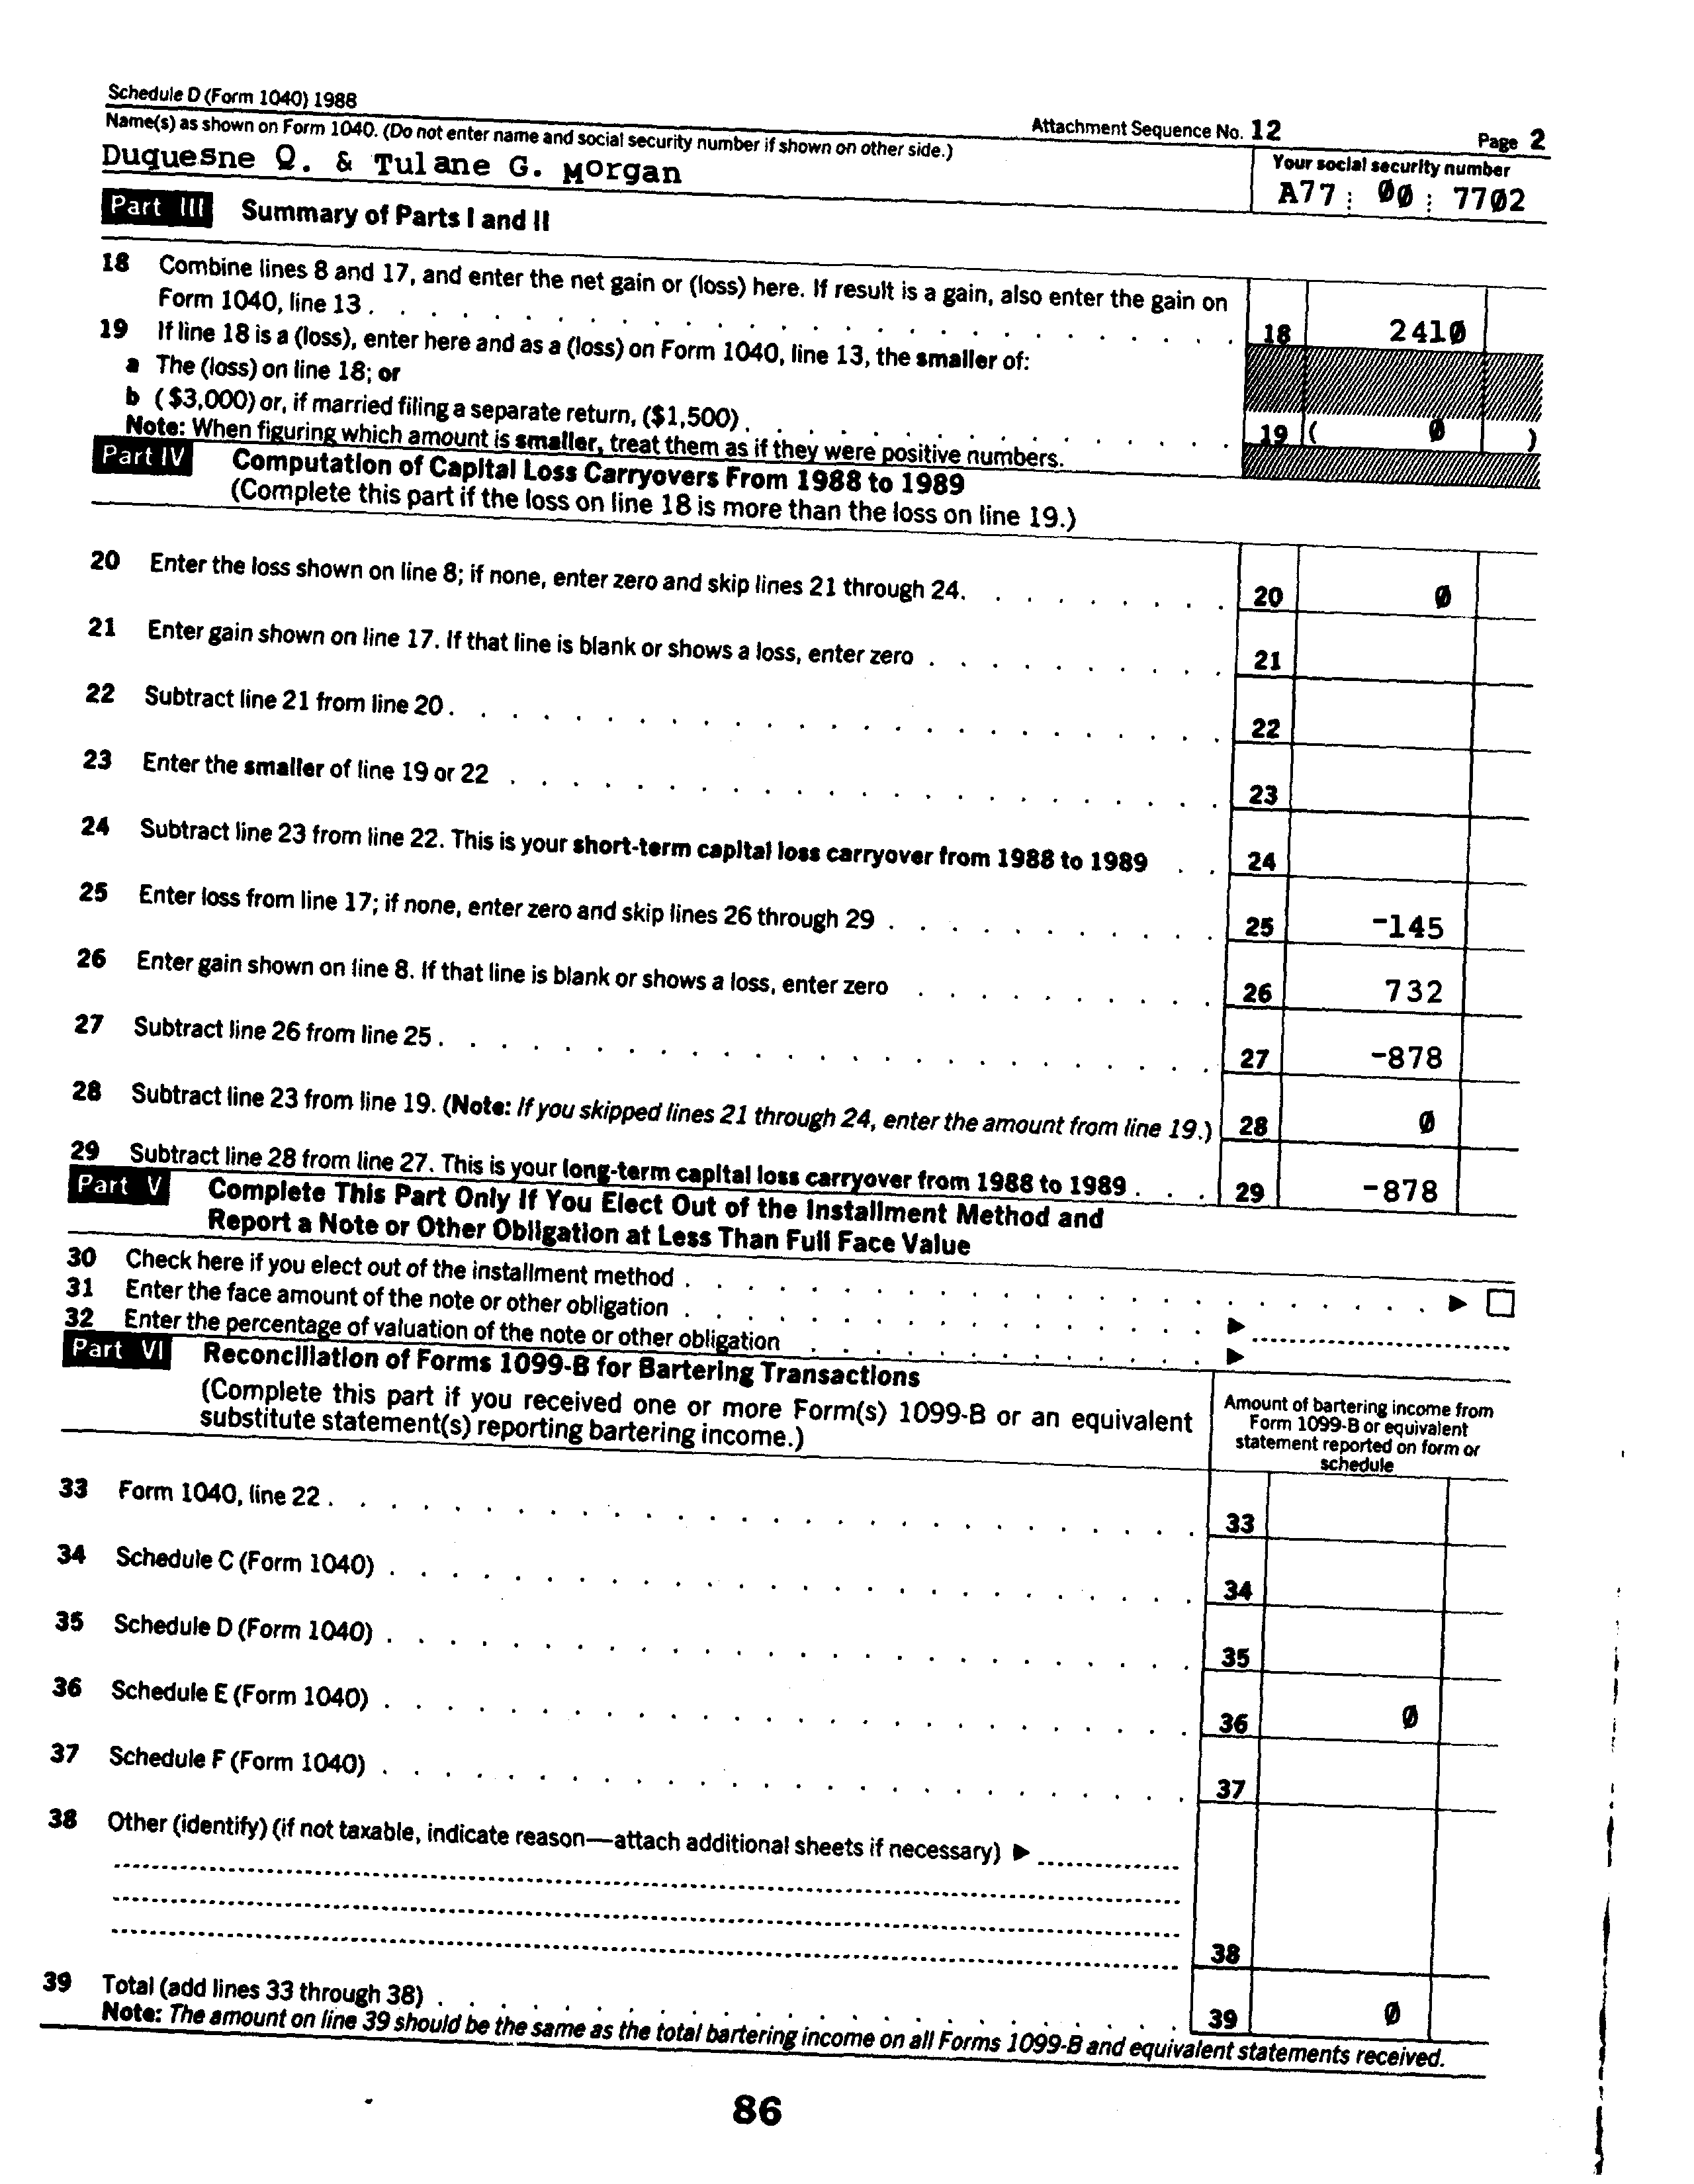 Schedule D (Form 1040) 1988
Attachment Sequence No. 12
Page 2
Name(s) as shown on Form 1040. (Do not enter name and social security number if shown on other side.)
Your social security number
Duquesne Q. & Tulane G. Morgan
A77 00 7702
Part III Summary of Parts I and II
18 Combine lines 8 and 17, and enter the net gain or (loss) here. If result is a gain, also enter the gain on
Form 1040, line 13 . . . 18 2410
19 If line 18 is a (loss), enter here and as a (loss) on Form 1040, line 13, the smaller of:
a The (loss) on line 18; or
b ($3,000) or, if married filing a separate return, ($1,500) . . . 19 ( 0 )
Note: When figuring which amount is smaller, treat them as if they were positive numbers.
Part IV Computation of Capital Loss Carryovers From 1988 to 1989
(Complete this part if the loss on line 18 is more than the loss on line 19.)
20 Enter the loss shown on line 8; if none, enter zero and skip lines 21 through 24. . . . 20 0
21 Enter gain shown on line 17. If that line is blank or shows a loss, enter zero . . . 21
22 Subtract line 21 from line 20 . . . 22
23 Enter the smaller of line 19 or 22 . . . 23
24 Subtract line 23 from line 22. This is your short-term capital loss carryover from 1988 to 1989 . . 24
25 Enter loss from line 17; if none, enter zero and skip lines 26 through 29 . . . 25 -145
26 Enter gain shown on line 8. If that line is blank or shows a loss, enter zero . . . 26 732
27 Subtract line 26 from line 25 . . . 27 -878
28 Subtract line 23 from line 19. (Note: If you skipped lines 21 through 24, enter the amount from line 19.) 28 0
29 Subtract line 28 from line 27. This is your long-term capital loss carryover from 1988 to 1989 . . . 29 -878
Part V Complete This Part Only If You Elect Out of the Installment Method and
Report a Note or Other Obligation at Less Than Full Face Value
30 Check here if you elect out of the installment method . . . ▶ ☐
31 Enter the face amount of the note or other obligation . . . ▶
32 Enter the percentage of valuation of the note or other obligation . . . ▶
Part VI Reconciliation of Forms 1099-B for Bartering Transactions
(Complete this part if you received one or more Form(s) 1099-B or an equivalent
substitute statement(s) reporting bartering income.)
Amount of bartering income from
Form 1099-B or equivalent
statement reported on form or
schedule
33 Form 1040, line 22 . . . 33
34 Schedule C (Form 1040) . . . 34
35 Schedule D (Form 1040) . . . 35
36 Schedule E (Form 1040) . . . 36 0
37 Schedule F (Form 1040) . . . 37
38 Other (identify) (if not taxable, indicate reason—attach additional sheets if necessary) ▶
38
39 Total (add lines 33 through 38) . . . 39 0
Note: The amount on line 39 should be the same as the total bartering income on all Forms 1099-B and equivalent statements received.
86